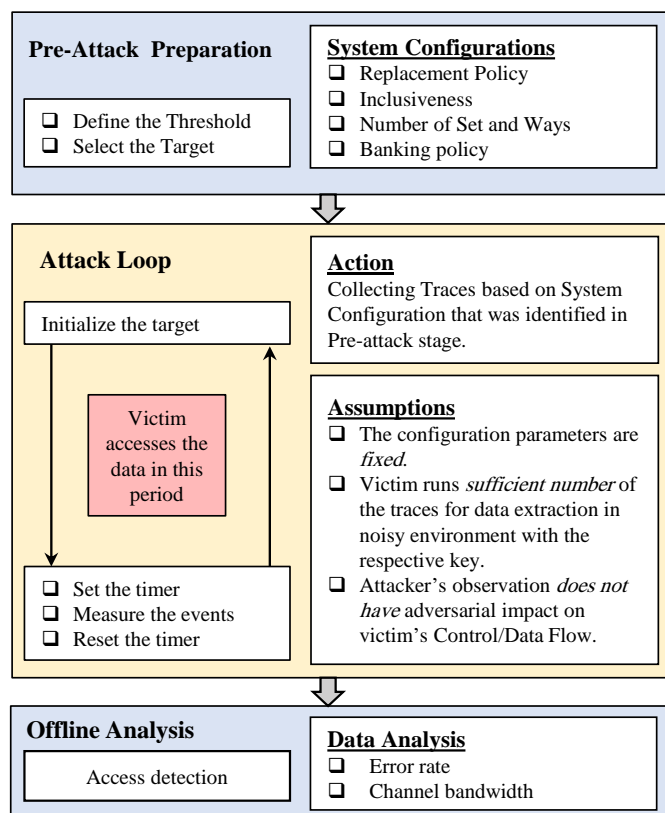 Pre-Attack Preparation
❑ Define the Threshold
❑ Select the Target
System Configurations
❑ Replacement Policy
❑ Inclusiveness
❑ Number of Set and Ways
❑ Banking policy
Attack Loop
Initialize the target
Victim
accesses the
data in this
period
❑ Set the timer
❑ Measure the events
❑ Reset the timer
Action
Collecting Traces based on System
Configuration that was identified in
Pre-attack stage.
Assumptions
❑ The configuration parameters are
fixed.
❑ Victim runs sufficient number of
the traces for data extraction in
noisy environment with the
respective key.
❑ Attacker's observation does not
have adversarial impact on
victim's Control/Data Flow.
Offline Analysis
Access detection
Data Analysis
❑ Error rate
❑ Channel bandwidth